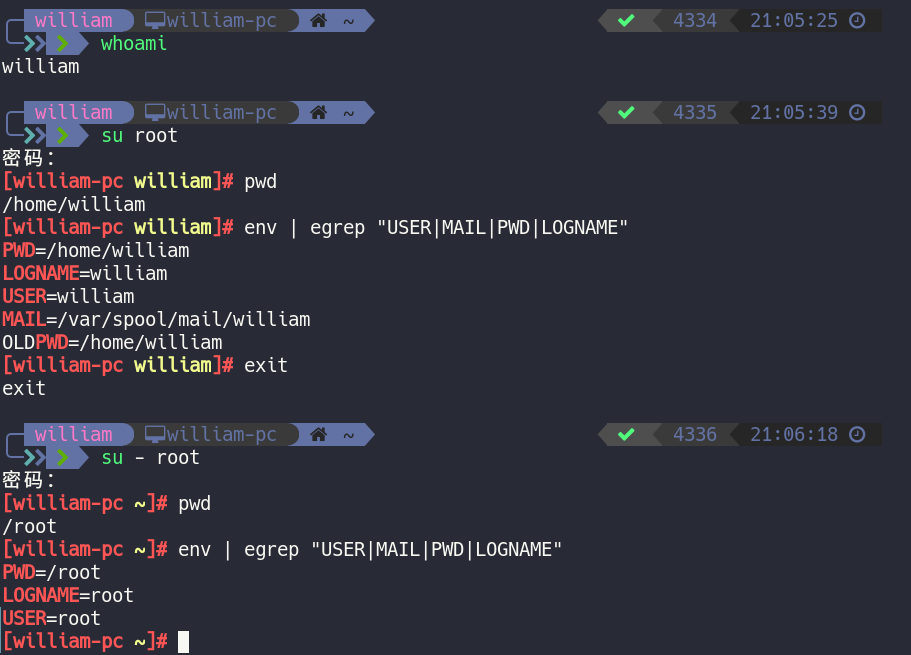 william william-pc ~ 4334 21:05:25
whoami
william
william william-pc ~ 4335 21:05:39
su root
密码：
[william-pc william]# pwd
/home/william
[william-pc william]# env | egrep "USER|MAIL|PWD|LOGNAME"
PWD=/home/william
LOGNAME=william
USER=william
MAIL=/var/spool/mail/william
OLDPWD=/home/william
[william-pc william]# exit
exit
william william-pc ~ 4336 21:06:18
su - root
密码：
[william-pc ~]# pwd
/root
[william-pc ~]# env | egrep "USER|MAIL|PWD|LOGNAME"
PWD=/root
LOGNAME=root
USER=root
[william-pc ~]#